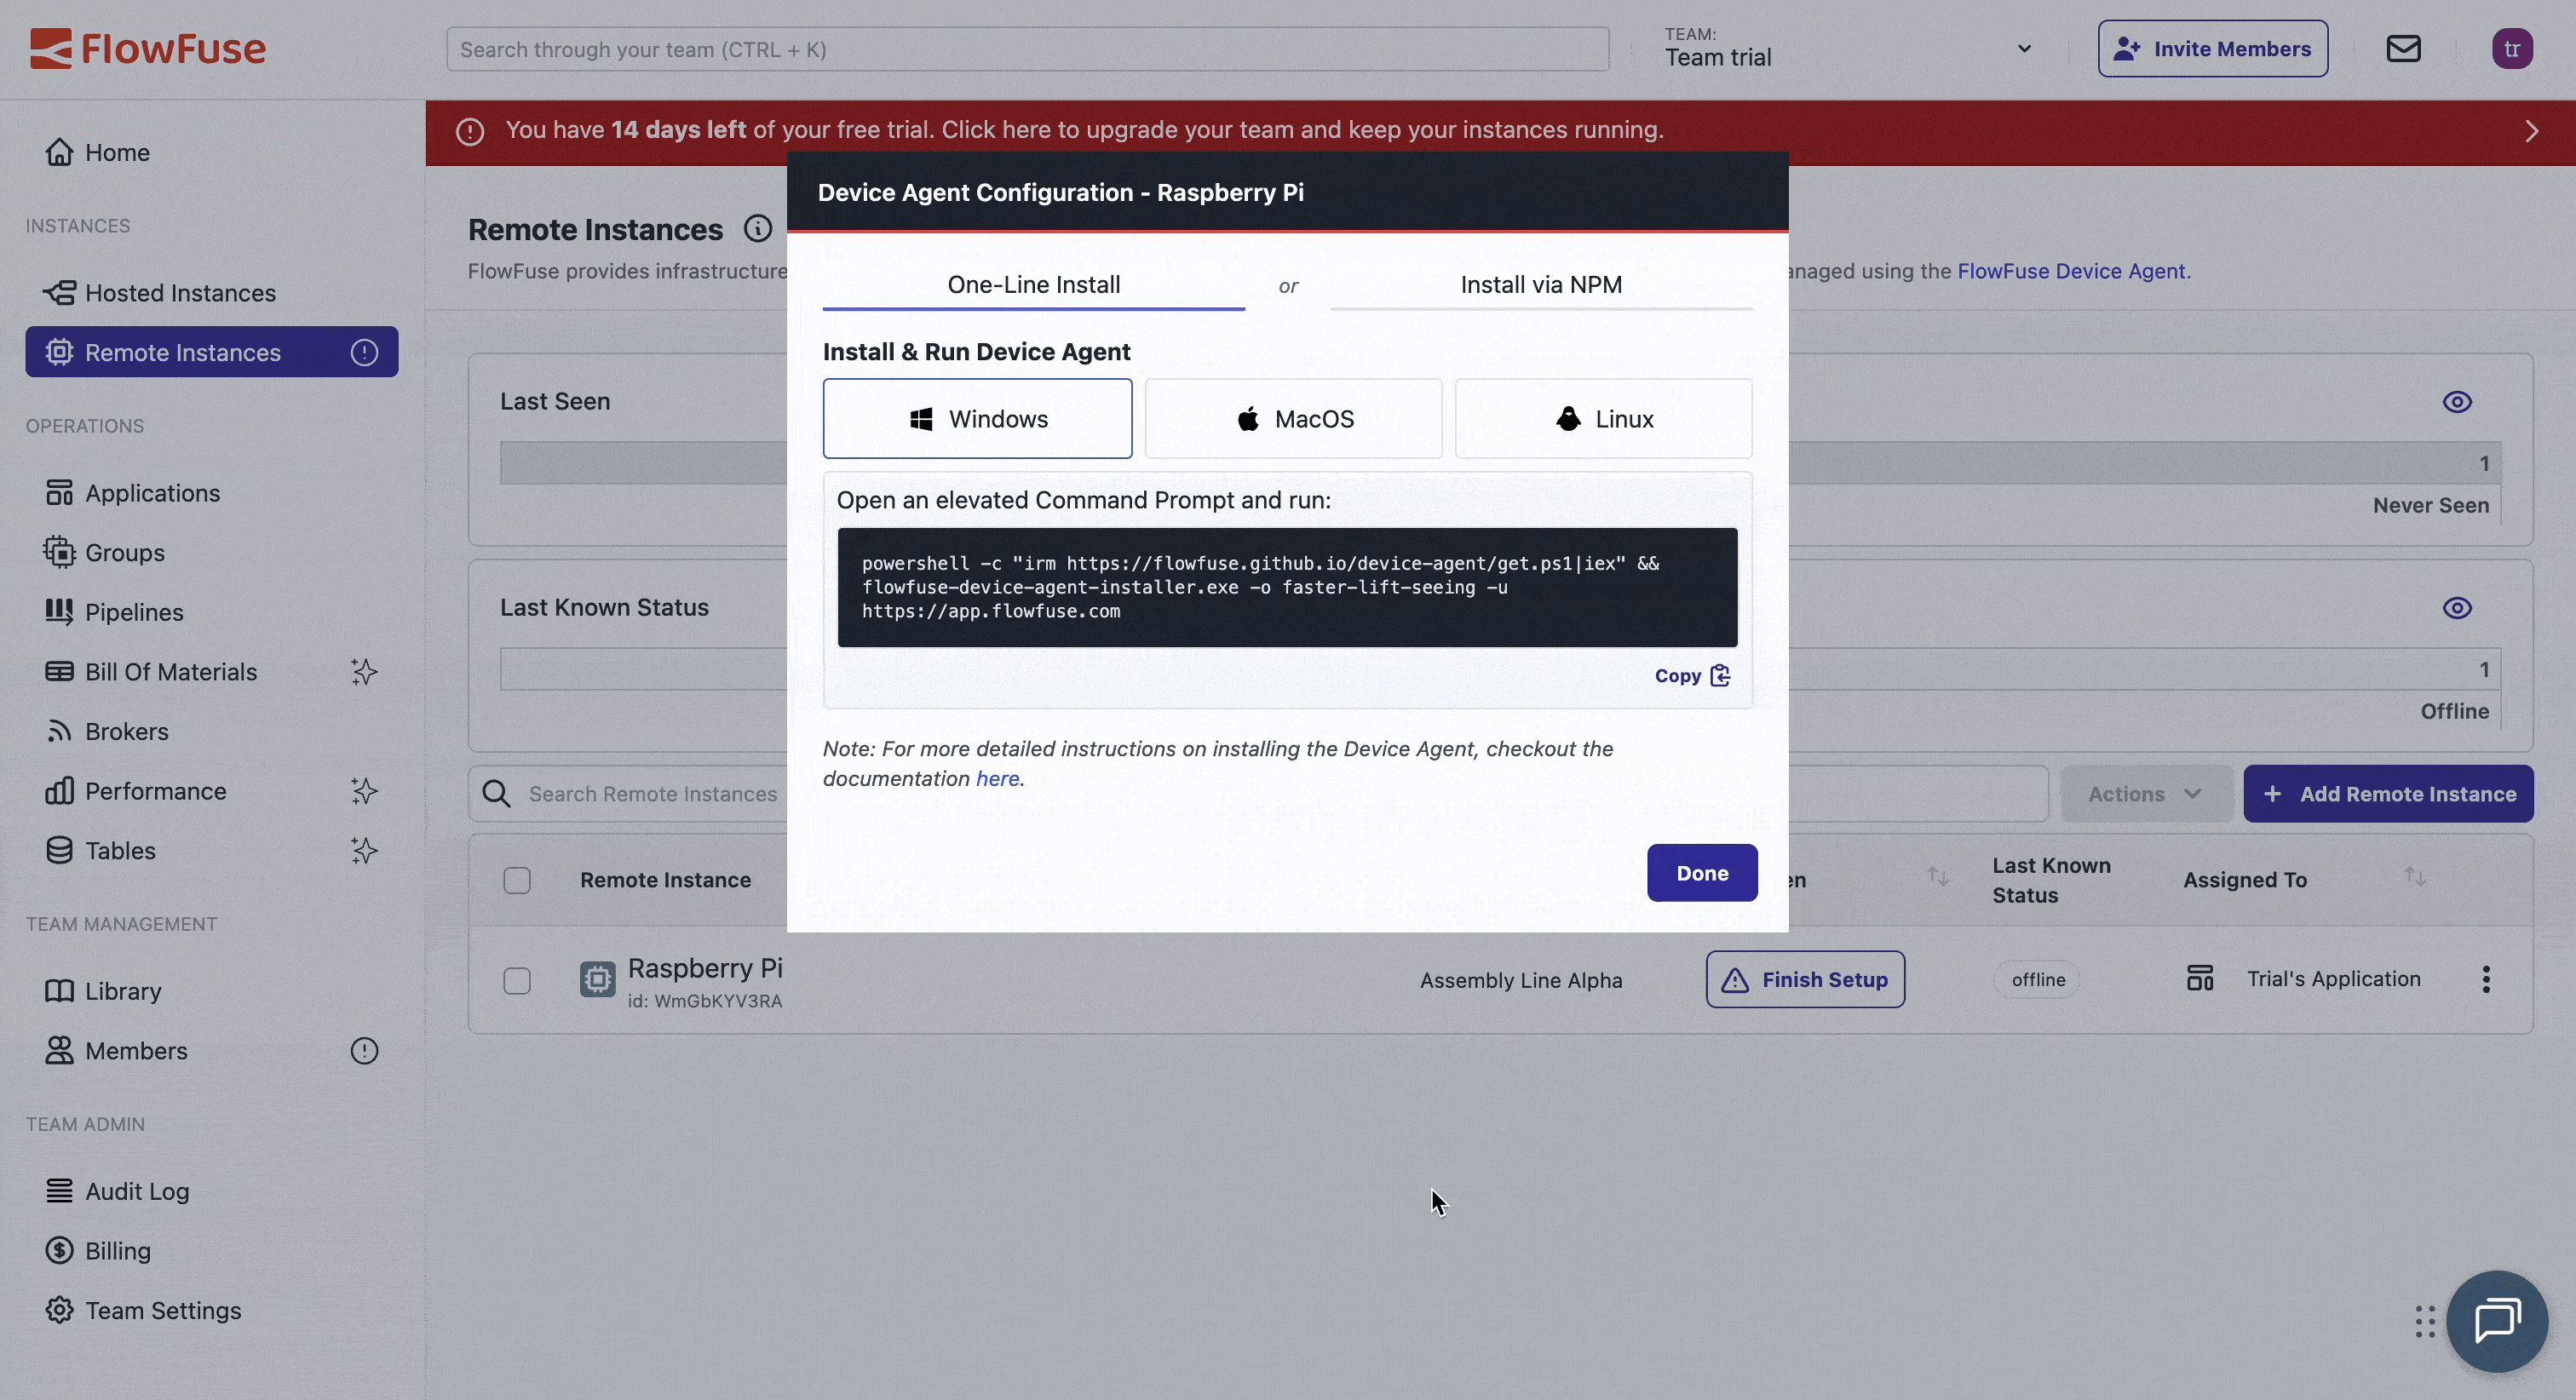 FlowFuse
Search through your team (CTRL + K)
TEAM:
Team trial
Invite Members
tr
You have 14 days left of your free trial. Click here to upgrade your team and keep your instances running.
Home
INSTANCES
Hosted Instances
Remote Instances
OPERATIONS
Applications
Groups
Pipelines
Bill Of Materials
Brokers
Performance
Tables
TEAM MANAGEMENT
Library
Members
TEAM ADMIN
Audit Log
Billing
Team Settings
Remote Instances
FlowFuse provides infrastructure
using the FlowFuse Device Agent.
Last Seen
1
Never Seen
Last Known Status
1
Offline
Search Remote Instances
Actions
+ Add Remote Instance
Remote Instance
Last Known
Status
Assigned To
Raspberry Pi
id: WmGbKYV3RA
Assembly Line Alpha
Finish Setup
offline
Trial's Application
Device Agent Configuration - Raspberry Pi
One-Line Install
or
Install via NPM
Install & Run Device Agent
Windows
MacOS
Linux
Open an elevated Command Prompt and run:
powershell -c "irm https://flowfuse.github.io/device-agent/get.ps1|iex" &&
flowfuse-device-agent-installer.exe -o faster-lift-seeing -u
https://app.flowfuse.com
Copy
Note: For more detailed instructions on installing the Device Agent, checkout the
documentation here.
Done